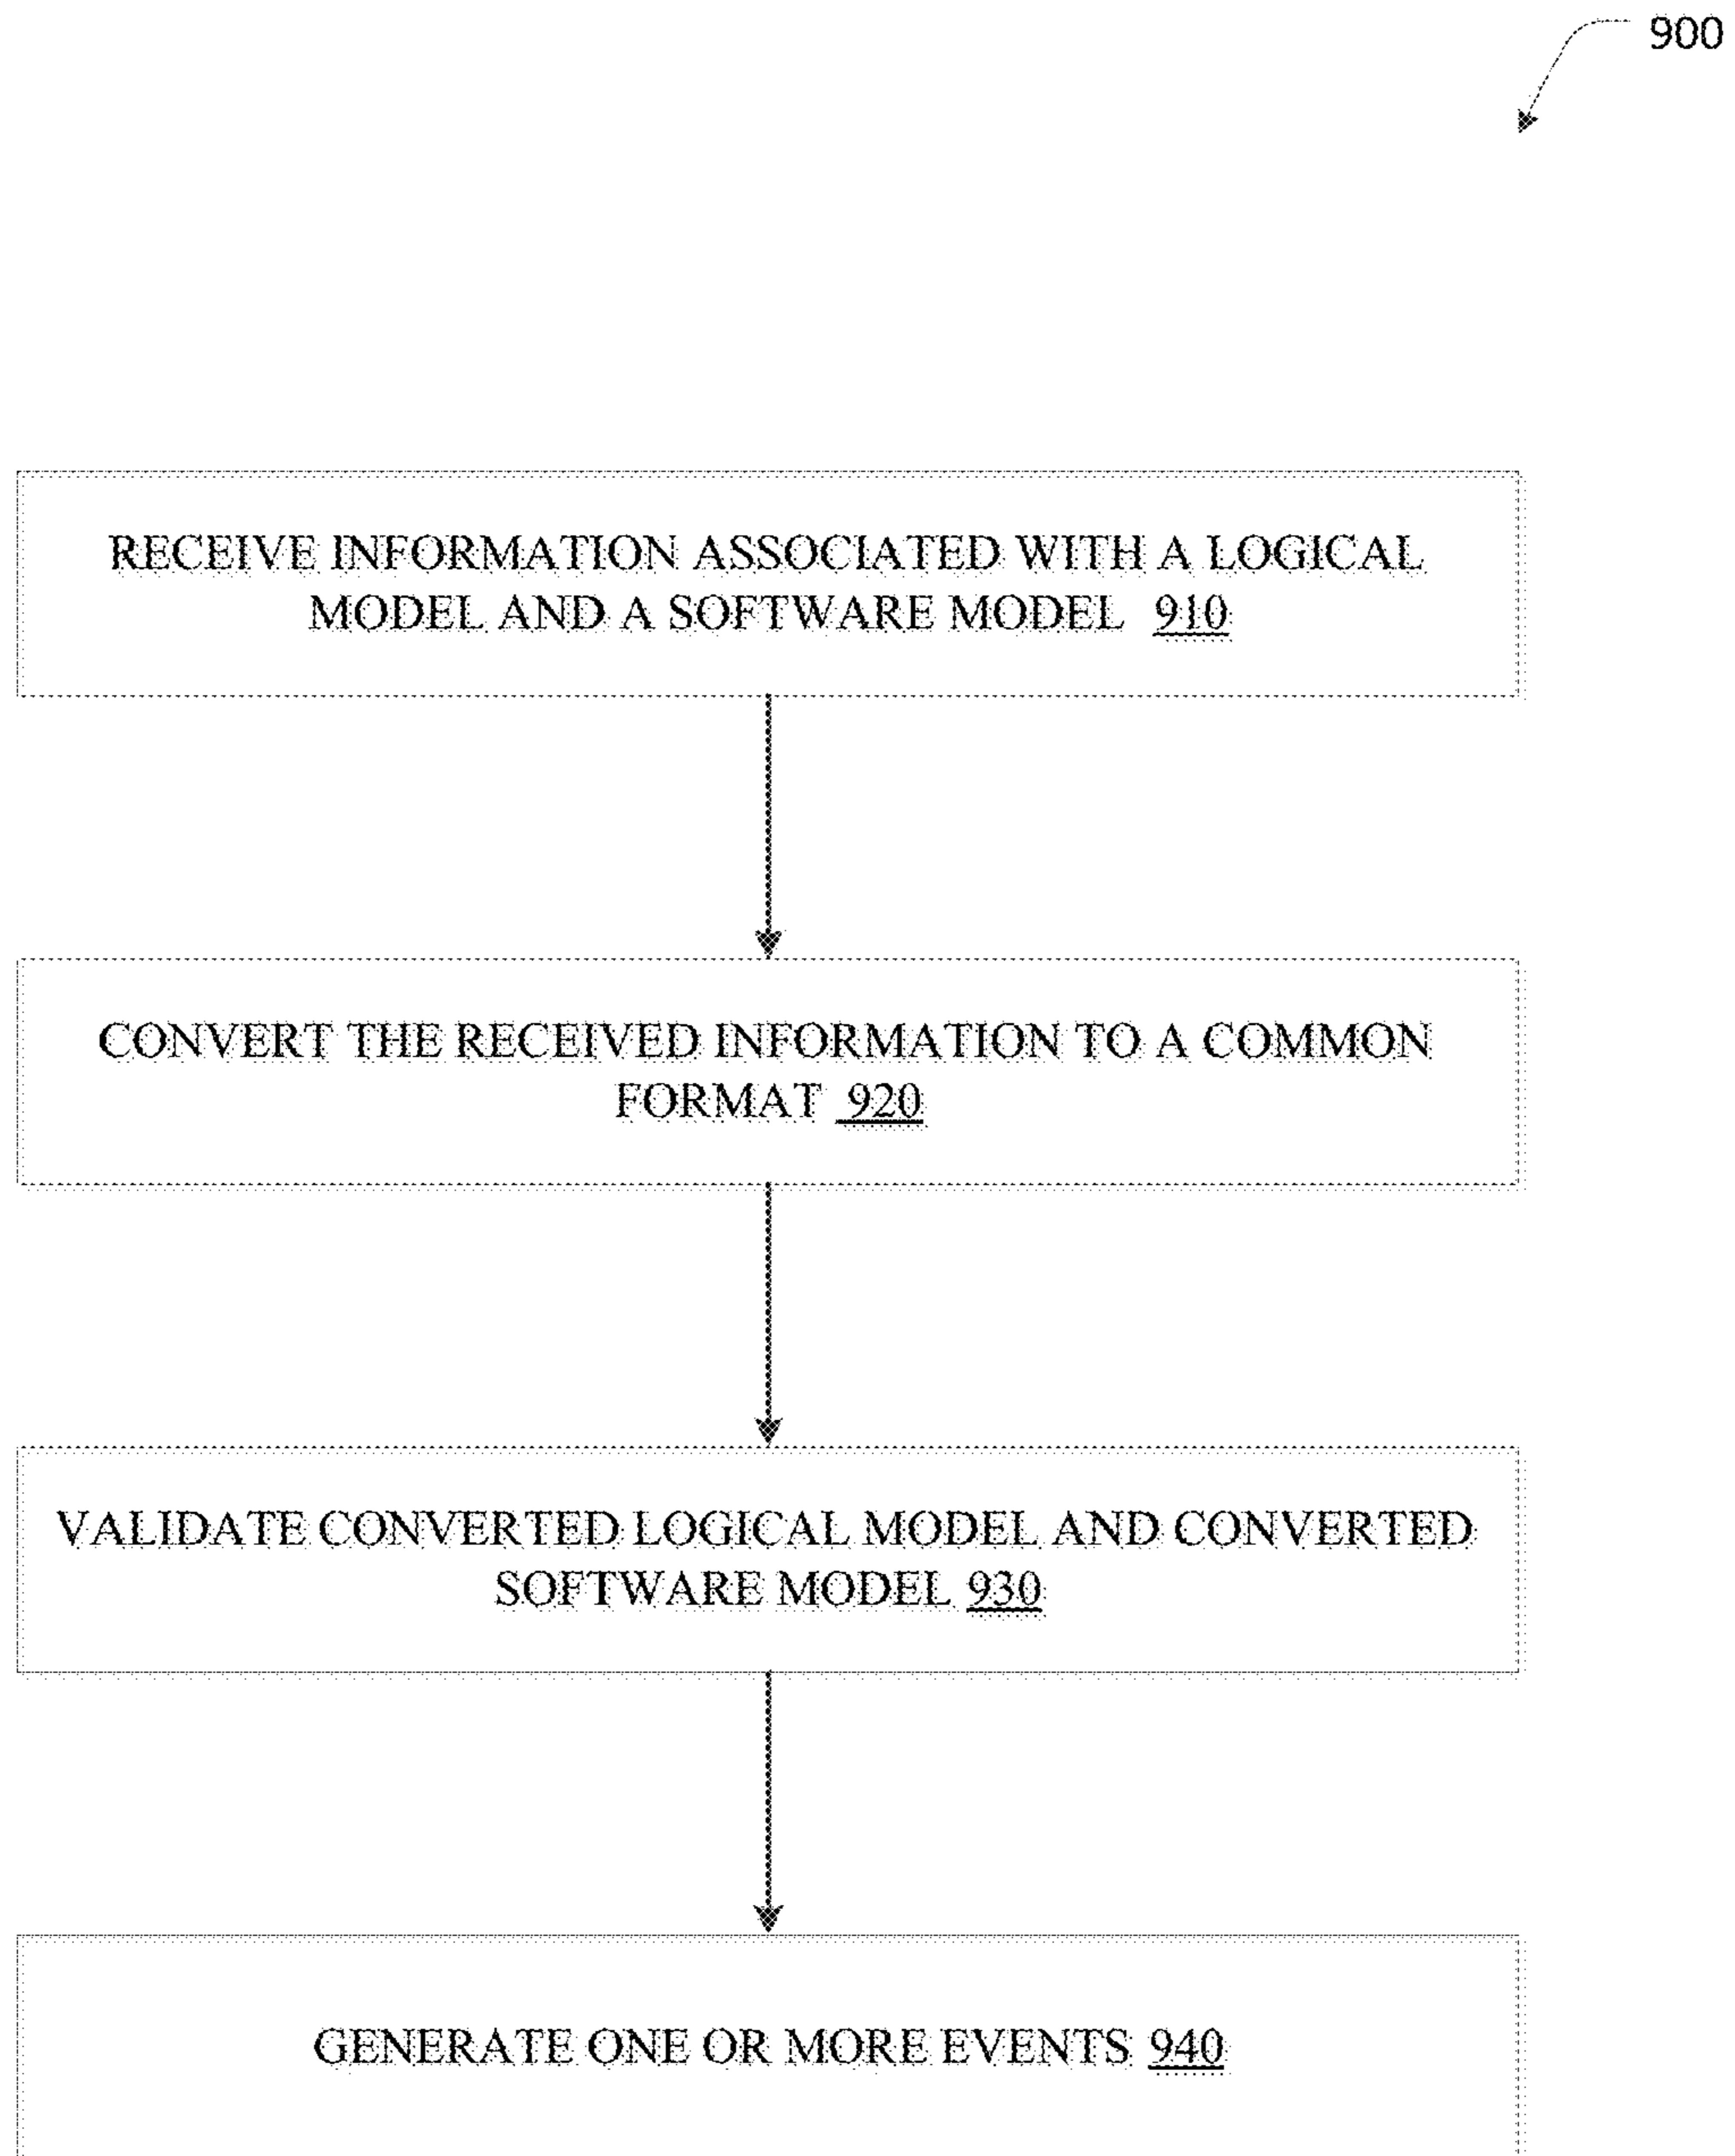 900
RECEIVE INFORMATION ASSOCIATED WITH A LOGICAL
MODEL AND A SOFTWARE MODEL 910
CONVERT THE RECEIVED INFORMATION TO A COMMON
FORMAT 920
VALIDATE CONVERTED LOGICAL MODEL AND CONVERTED
SOFTWARE MODEL 930
GENERATE ONE OR MORE EVENTS 940